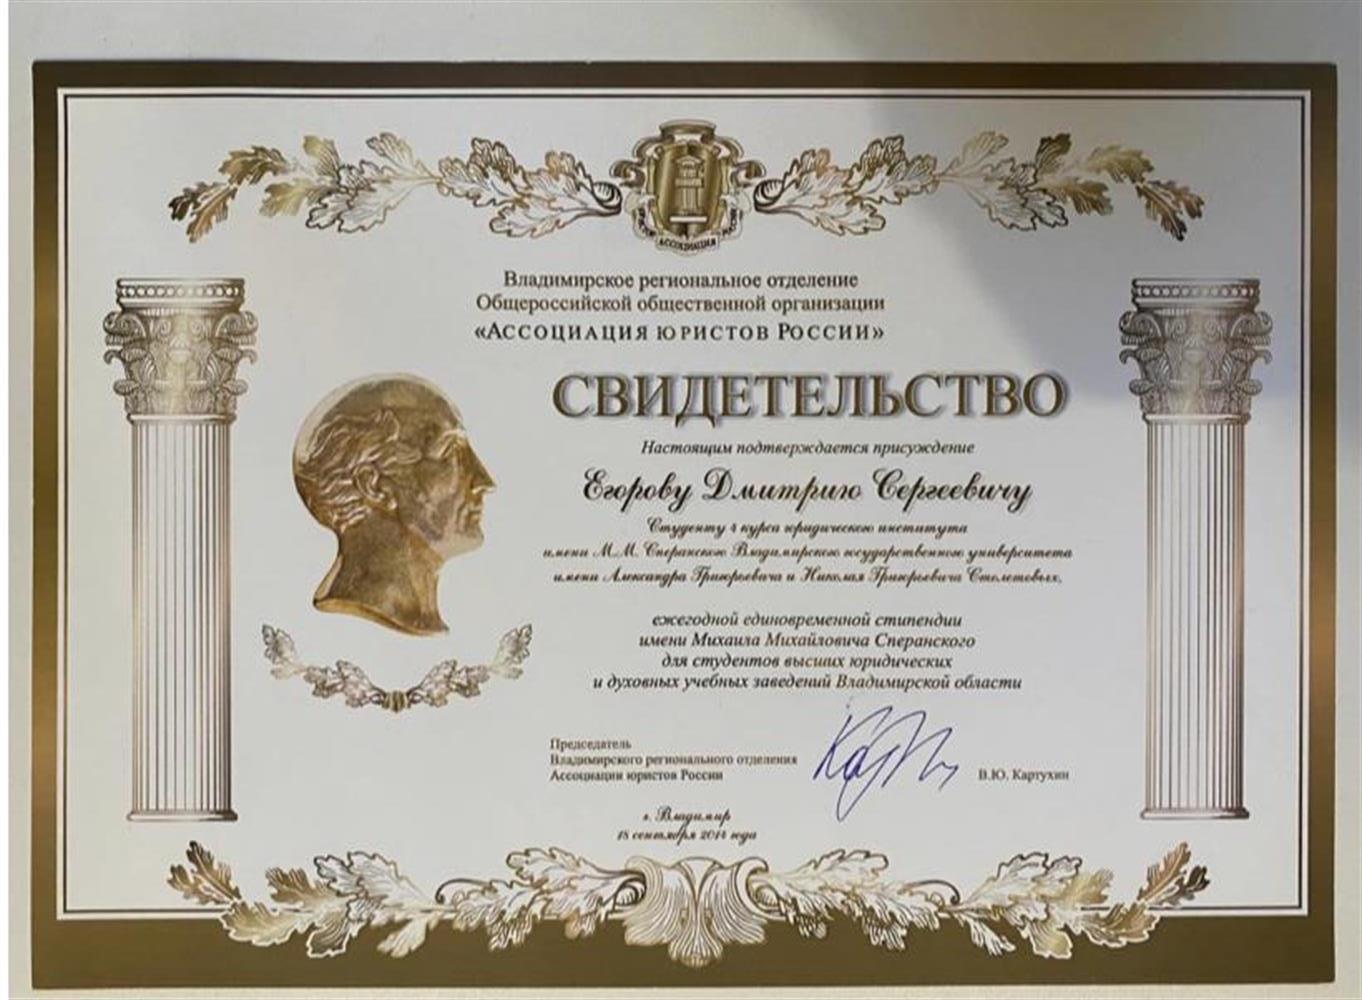 ЮРИСТОВ АССОЦИАЦИЯ РОССИИ
Владимирское региональное отделение
Общероссийской общественной организации
«АССОЦИАЦИЯ ЮРИСТОВ РОССИИ»
СВИДЕТЕЛЬСТВО
Настоящим подтверждается присуждение
Егорову Дмитрию Сергеевичу
Студенту 4 курса юридического института
имени М.М. Сперанского Владимирского государственного университета
имени Александра Григорьевича и Николая Григорьевича Столетовых,
ежегодной единовременной стипендии
имени Михаила Михайловича Сперанского
для студентов высших юридических
и духовных учебных заведений Владимирской области
Председатель
Владимирского регионального отделения
Ассоциации юристов России
В.Ю. Картухин
г. Владимир
18 сентября 2014 года